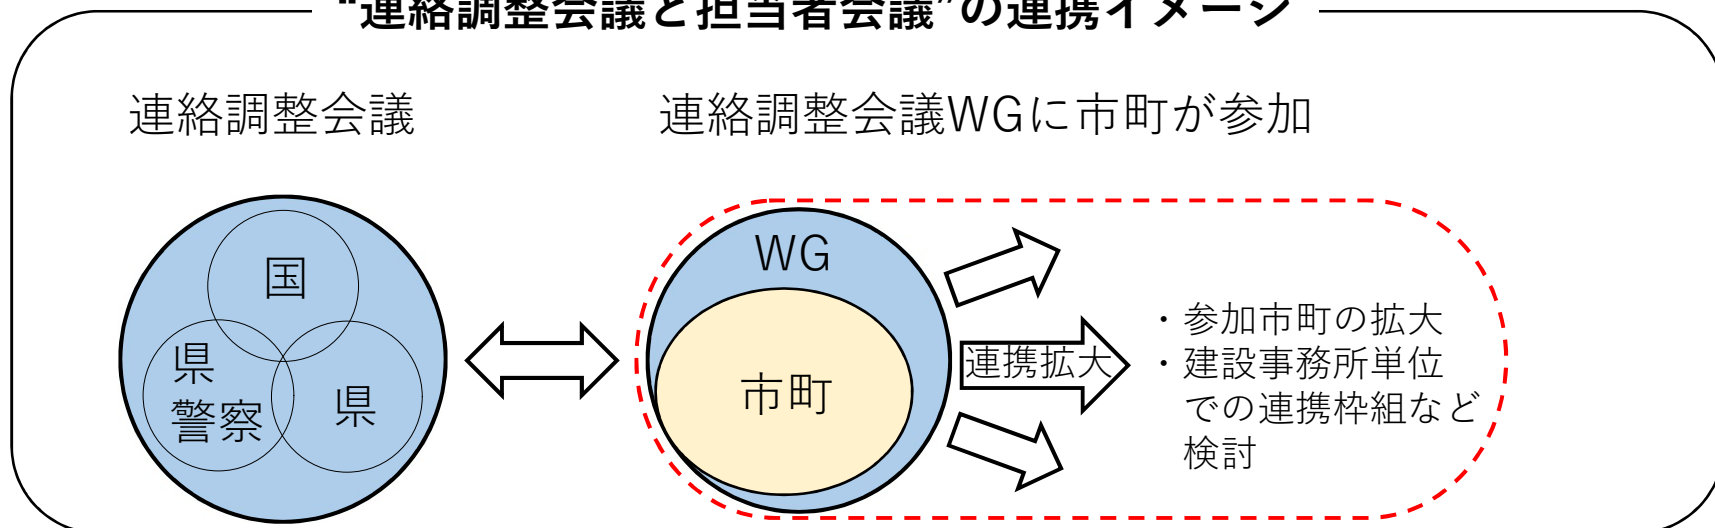 “連絡調整会議と担当者会議”の連携イメージ
連絡調整会議
連絡調整会議WGに市町が参加
国
県
警察
県
WG
市町
連携拡大
・参加市町の拡大
・建設事務所単位
での連携枠組など
検討